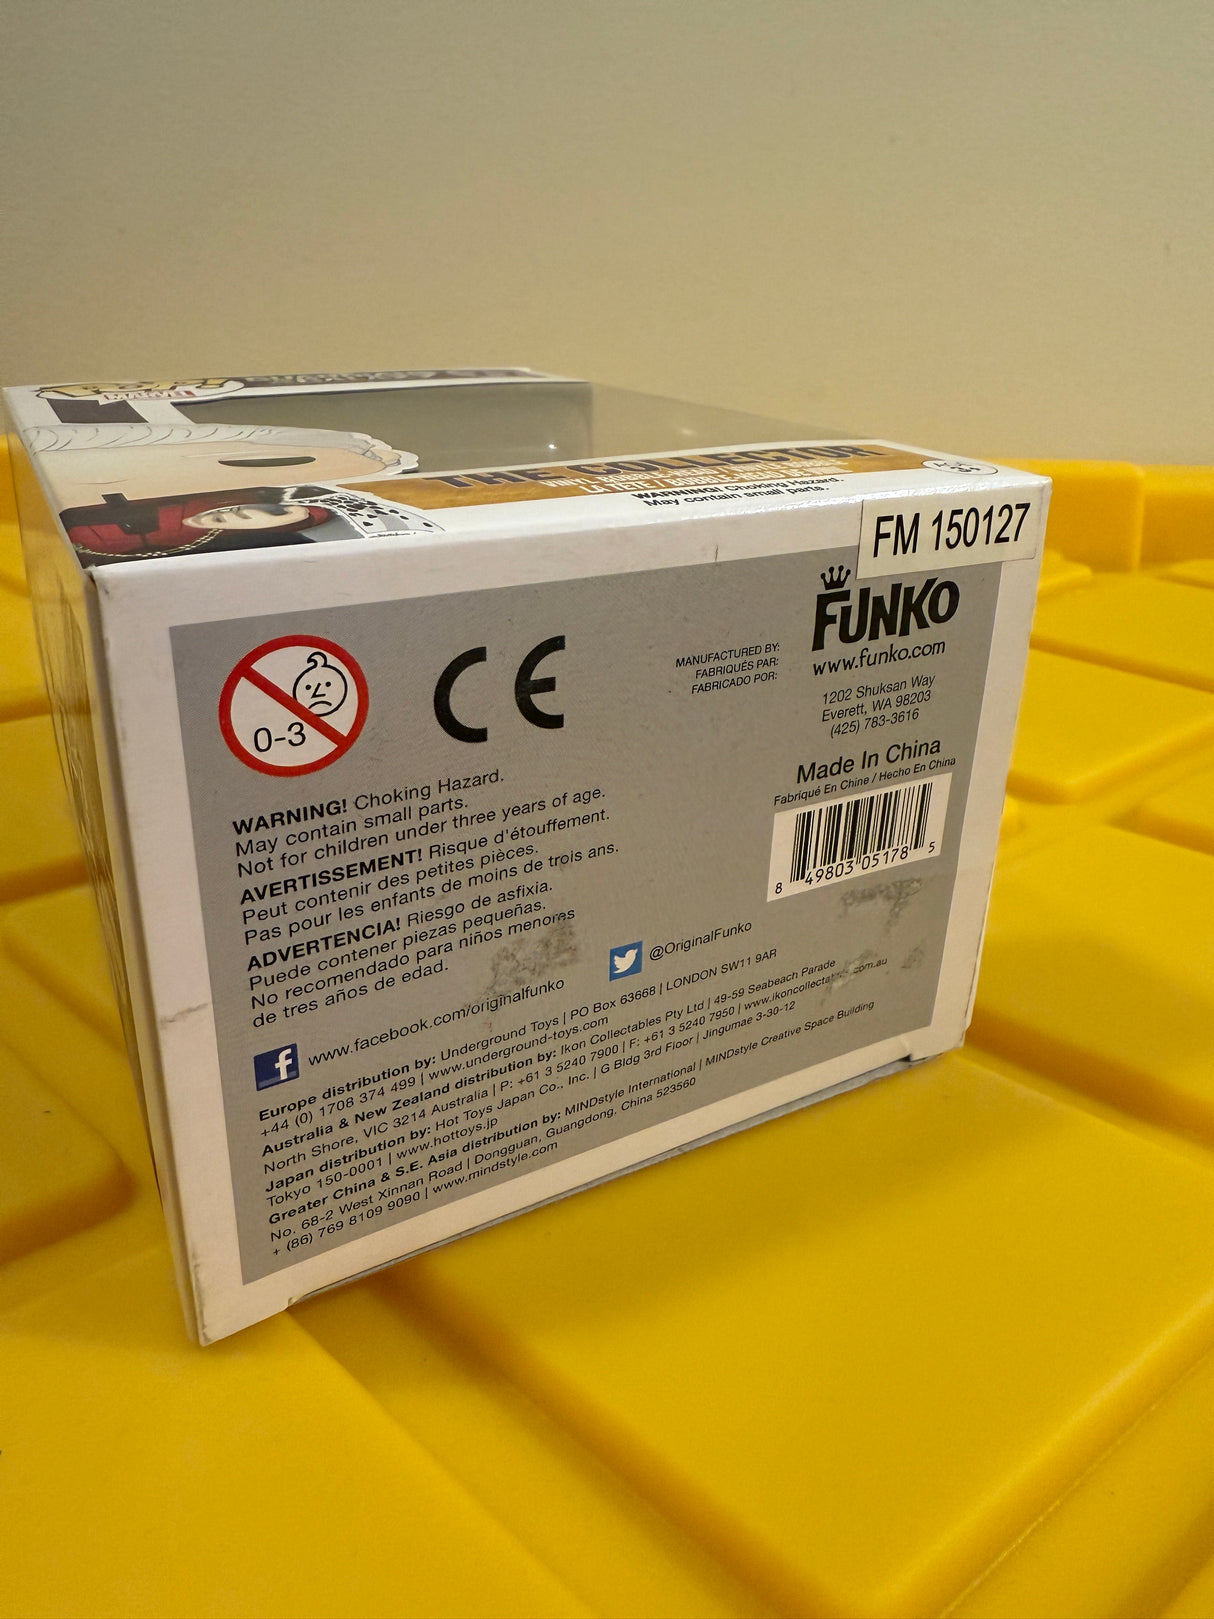 POP!
MARVEL
THE COLLECTOR
WARNING! Choking Hazard.
May contain small parts.
FM 150127
FUNKO
www.funko.com
MANUFACTURED BY:
FABRIQUÉS PAR:
FABRICADO POR:
1202 Shuksan Way
Everett, WA 98203
(425) 783-3616
Made In China
Fabriqué En Chine / Hecho En China
8 49803 05178 5
0-3
CE
WARNING! Choking Hazard.
May contain small parts.
Not for children under three years of age.
AVERTISSEMENT! Risque d'étouffement.
Peut contenir des petites pièces.
Pas pour les enfants de moins de trois ans.
ADVERTENCIA! Riesgo de asfixia.
Puede contener piezas pequeñas.
No recomendado para niños menores
de tres años de edad.
f www.facebook.com/originalfunko
@OriginalFunko
Europe distribution by: Underground Toys | PO Box 63668 | LONDON SW11 9AR
+44 (0) 1708 374 499 | www.underground-toys.com
Australia & New Zealand distribution by: Ikon Collectables Pty Ltd | 49-59 Seabeach Parade
North Shore, VIC 3214 Australia | P: +61 3 5240 7900 | F: +61 3 5240 7950 | www.ikoncollectables.com.au
Japan distribution by: Hot Toys Japan Co., Inc. | G Bldg 3rd Floor | Jingumae 3-30-12
Tokyo 150-0001 | www.hottoys.jp
Greater China & S.E. Asia distribution by: MINDstyle International | MINDstyle Creative Space Building
No. 68-2 West Xinnan Road | Dongguan, Guangdong, China 523560
+ (86) 769 8109 9090 | www.mindstyle.com